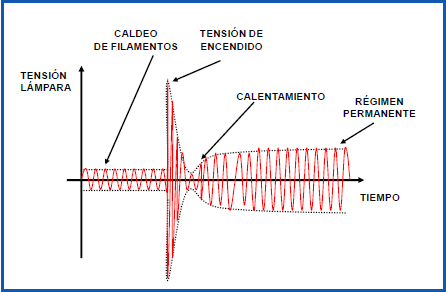 CALDEO
DE FILAMENTOS
TENSIÓN DE
ENCENDIDO
TENSIÓN
LÁMPARA
CALENTAMIENTO
RÉGIMEN
PERMANENTE
TIEMPO